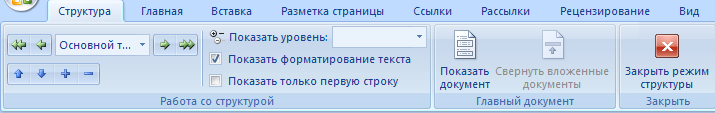 Структура Главная Вставка Разметка страницы Ссылки Рассылки Рецензирование Вид
Основной т...
Показать уровень:
Показать форматирование текста
Показать только первую строку
Работа со структурой
Показать документ
Свернуть вложенные документы
Главный документ
Закрыть режим структуры
Закрыть